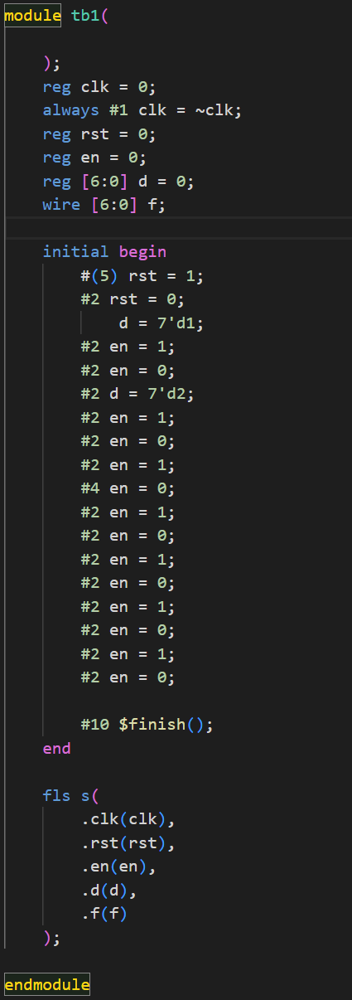 module tb1(

    );
    reg clk = 0;
    always #1 clk = ~clk;
    reg rst = 0;
    reg en = 0;
    reg [6:0] d = 0;
    wire [6:0] f;

    initial begin
        #(5) rst = 1;
        #2 rst = 0;
            d = 7'd1;
        #2 en = 1;
        #2 en = 0;
        #2 d = 7'd2;
        #2 en = 1;
        #2 en = 0;
        #2 en = 1;
        #4 en = 0;
        #2 en = 1;
        #2 en = 0;
        #2 en = 1;
        #2 en = 0;
        #2 en = 1;
        #2 en = 0;
        #2 en = 1;
        #2 en = 0;

        #10 $finish();
    end

    fls s(
        .clk(clk),
        .rst(rst),
        .en(en),
        .d(d),
        .f(f)
    );

endmodule